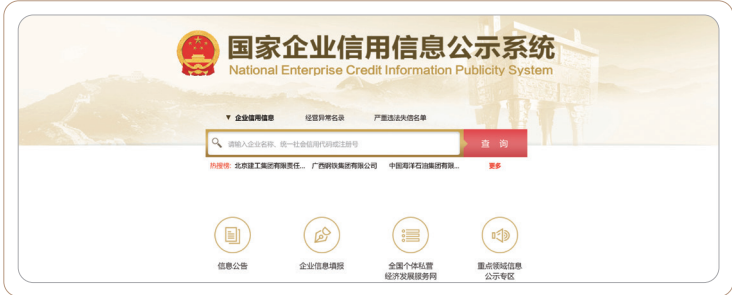 国家企业信用信息公示系统
National Enterprise Credit Information Publicity System
▼ 企业信用信息 经营异常名录 严重违法失信名单
请输入企业名称、统一社会信用代码或注册号 查 询
热搜榜: 北京建工集团有限责任... 广西钢铁集团有限公司 中国海洋石油集团有限... 更多
信息公告 企业信息填报 全国个体私营 重点领域信息
经济发展服务网 公示专区